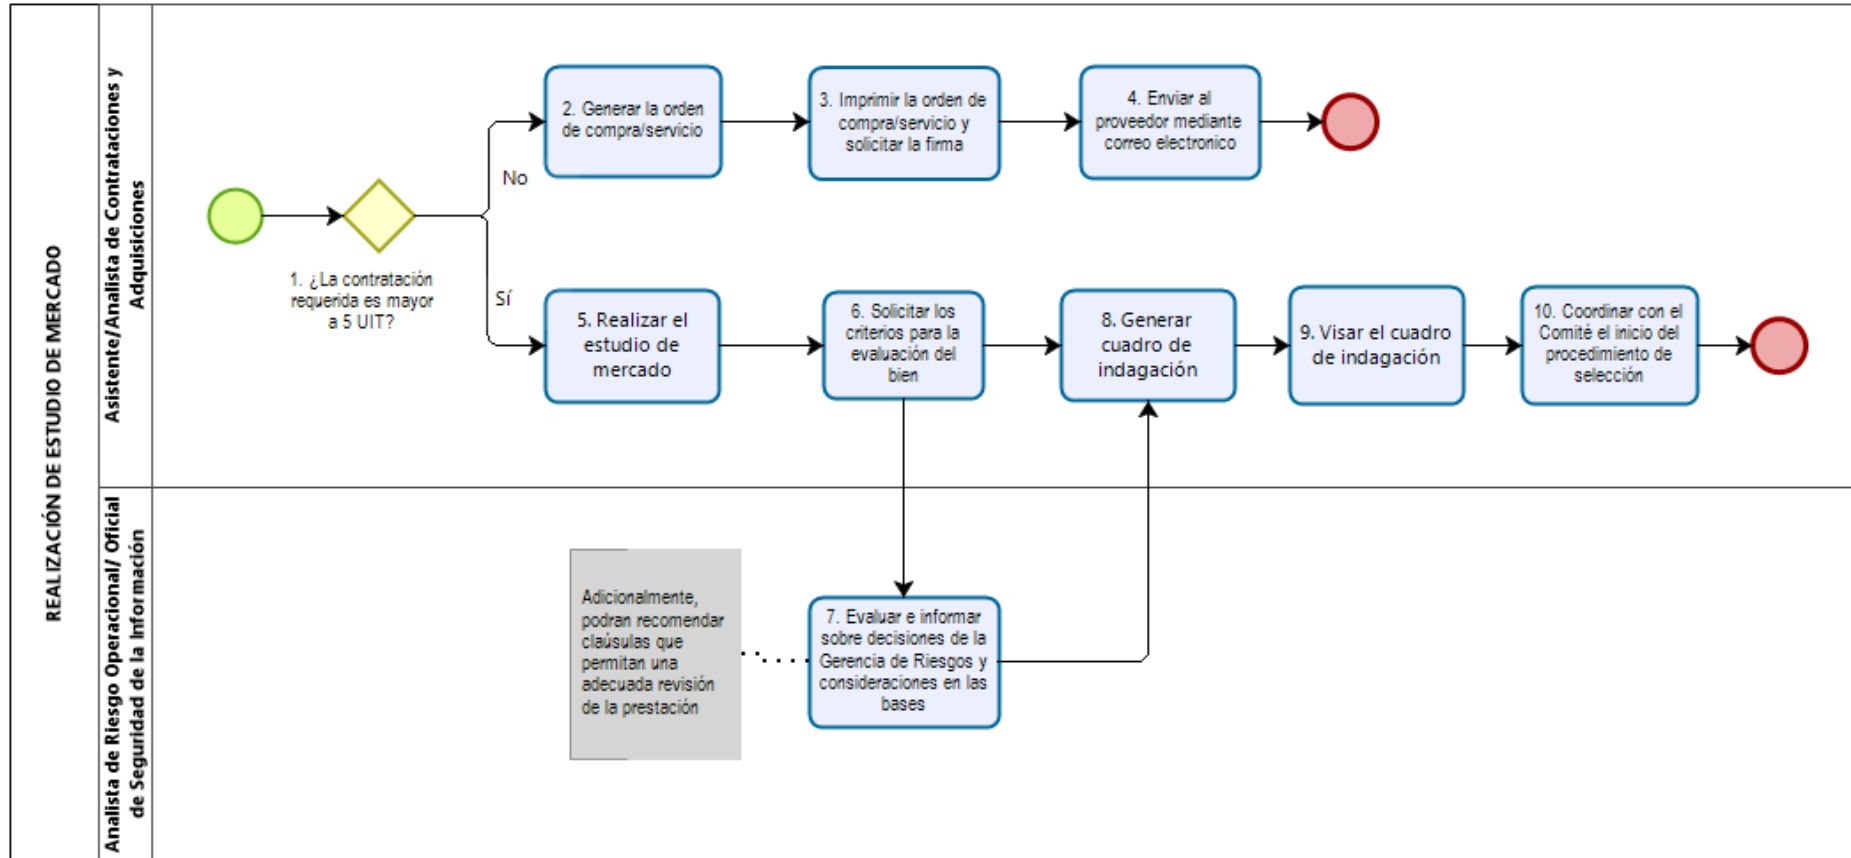 REALIZACIÓN DE ESTUDIO DE MERCADO
Asistente/Analista de Contrataciones y
Adquisiciones
1. ¿La contratación
requerida es mayor
a 5 UIT?
No
2. Generar la orden
de compra/servicio
3. Imprimir la orden de
compra/servicio y
solicitar la firma
4. Enviar al
proveedor mediante
correo electronico
Sí
5. Realizar el
estudio de
mercado
6. Solicitar los
criterios para la
evaluación del
bien
8. Generar
cuadro de
indagación
9. Visar el cuadro
de indagación
10. Coordinar con el
Comité el inicio del
procedimiento de
selección
Analista de Riesgo Operacional/ Oficial
de Seguridad de la Información
Adicionalmente,
podran recomendar
claúsulas que
permitan una
adecuada revisión
de la prestación
7. Evaluar e informar
sobre decisiones de la
Gerencia de Riesgos y
consideraciones en las
bases